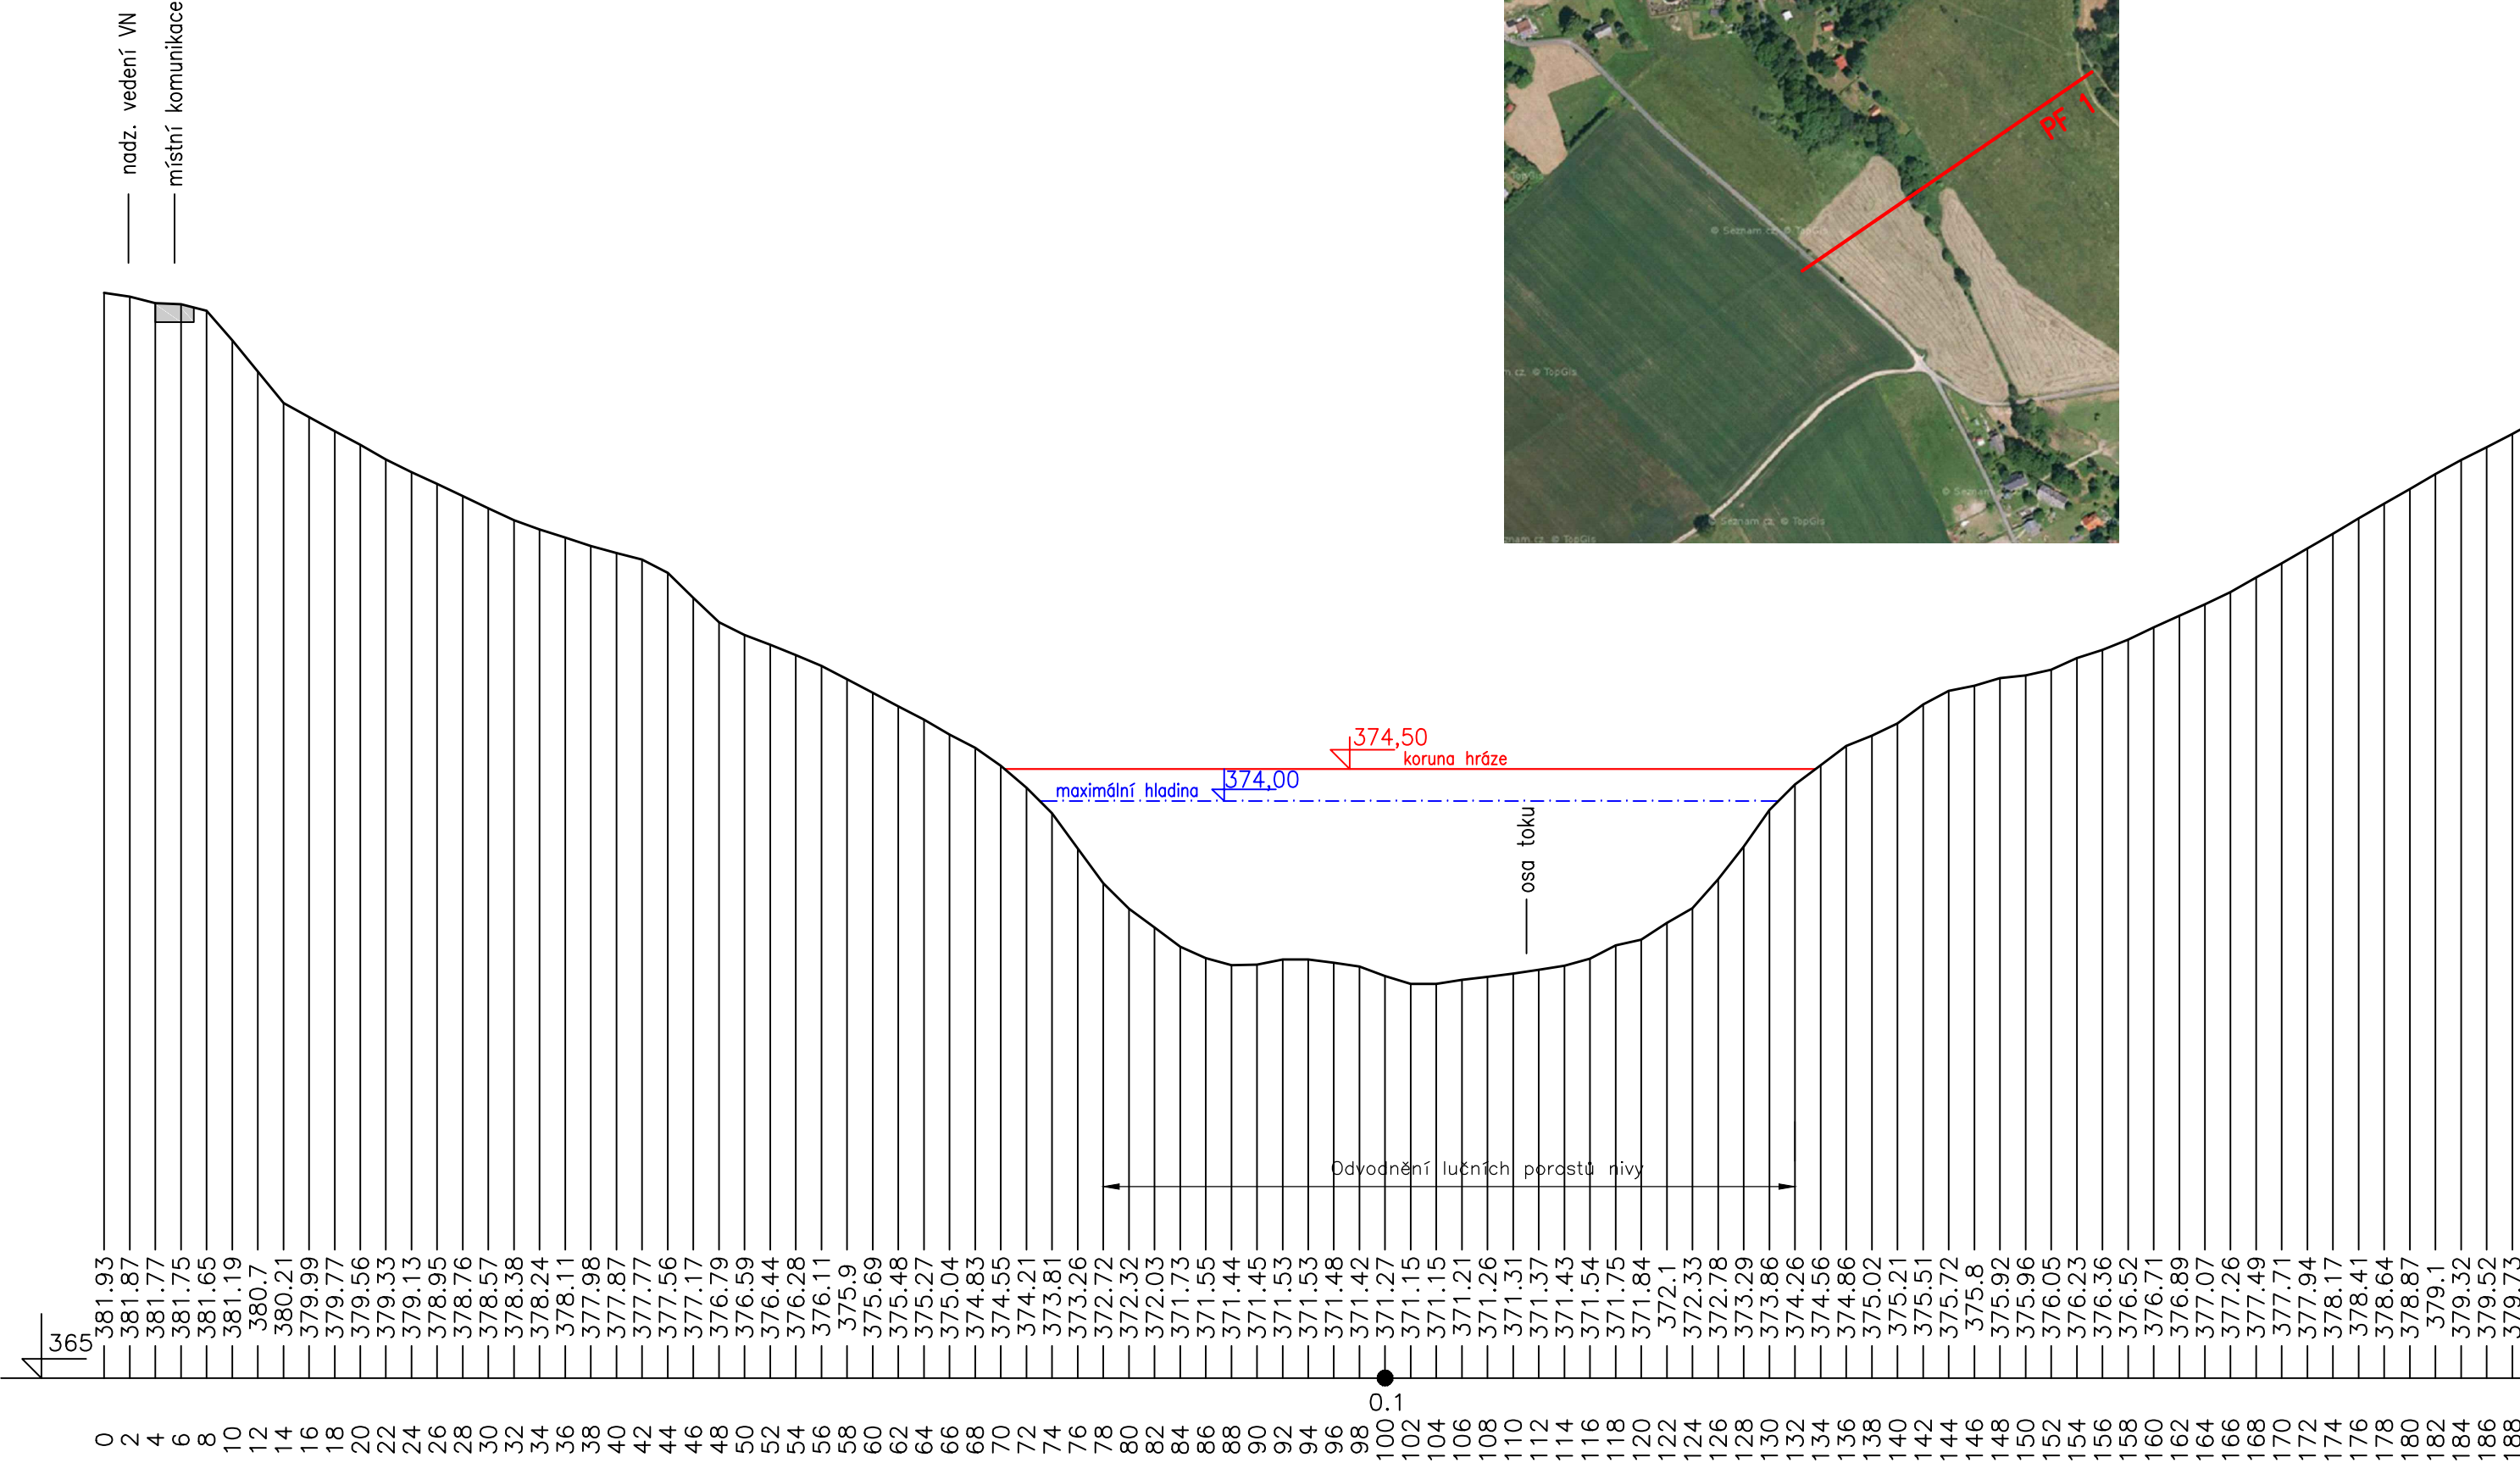 nadz. vedení VN
místní komunikace
PF 1
© Seznam.cz, © TopGis
m.cz, © TopGis
© Seznam.cz, © TopGis
© Sezna
nam.cz, © TopGis
374,50
koruna hráze
374,00
maximální hladina
osa toku
Odvodnění lučních porostů nivy
381.93 381.87 381.77 381.75 381.65 381.19 380.7 380.21 379.99 379.77 379.56 379.33 379.13 378.95 378.76 378.57 378.38 378.24 378.11 377.98 377.87 377.77 377.56 377.17 376.79 376.59 376.44 376.28 376.11 375.9 375.69 375.48 375.27 375.04 374.83 374.55 374.21 373.81 373.26 372.72 372.32 372.03 371.73 371.55 371.44 371.45 371.53 371.53 371.48 371.42 371.27 371.15 371.15 371.21 371.26 371.31 371.37 371.43 371.54 371.75 371.84 372.1 372.33 372.78 373.29 373.86 374.26 374.56 374.86 375.02 375.21 375.51 375.72 375.8 375.92 375.96 376.05 376.23 376.36 376.52 376.71 376.89 377.07 377.26 377.49 377.71 377.94 378.17 378.41 378.64 378.87 379.1 379.32 379.52 379.73
365
0.1
0 2 4 6 8 10 12 14 16 18 20 22 24 26 28 30 32 34 36 38 40 42 44 46 48 50 52 54 56 58 60 62 64 66 68 70 72 74 76 78 80 82 84 86 88 90 92 94 96 98 100 102 104 106 108 110 112 114 116 118 120 122 124 126 128 130 132 134 136 138 140 142 144 146 148 150 152 154 156 158 160 162 164 166 168 170 172 174 176 178 180 182 184 186 188